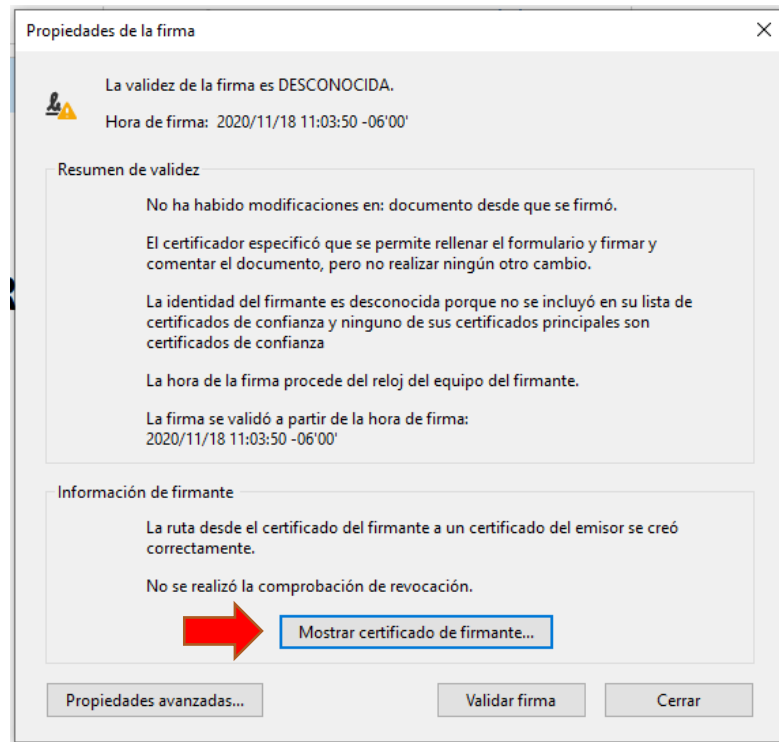 Propiedades de la firma
La validez de la firma es DESCONOCIDA.
Hora de firma: 2020/11/18 11:03:50 -06'00'
Resumen de validez
No ha habido modificaciones en: documento desde que se firmó.
El certificador especificó que se permite rellenar el formulario y firmar y
comentar el documento, pero no realizar ningún otro cambio.
La identidad del firmante es desconocida porque no se incluyó en su lista de
certificados de confianza y ninguno de sus certificados principales son
certificados de confianza
La hora de la firma procede del reloj del equipo del firmante.
La firma se validó a partir de la hora de firma:
2020/11/18 11:03:50 -06'00'
Información de firmante
La ruta desde el certificado del firmante a un certificado del emisor se creó
correctamente.
No se realizó la comprobación de revocación.
Mostrar certificado de firmante...
Propiedades avanzadas...
Validar firma
Cerrar